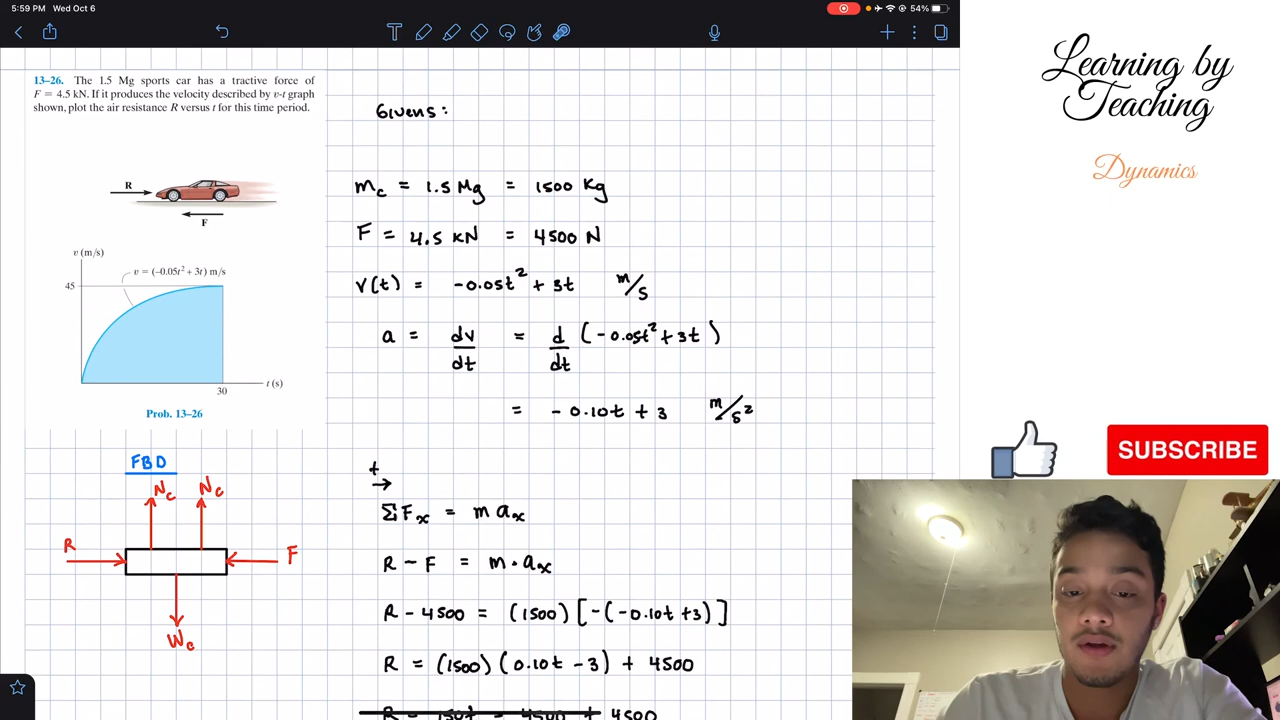 5:59 PM Wed Oct 6
54%
13–26. The 1.5 Mg sports car has a tractive force of
F = 4.5 kN. If it produces the velocity described by v-t graph
shown, plot the air resistance R versus t for this time period.
R
F
v (m/s)
v = (–0.05t² + 3t) m/s
45
t (s)
30
Prob. 13–26
FBD
Nc Nc
R
F
Wc
Givens:
mc = 1.5 Mg = 1500 Kg
F = 4.5 kN = 4500 N
v(t) = -0.05t² + 3t m/s
a = dv/dt = d/dt (-0.05t² + 3t)
= -0.10t + 3 m/s²
+
→
ΣFx = m ax
R - F = m · ax
R - 4500 = (1500) [-(-0.10t + 3)]
R = (1500) (0.10t - 3) + 4500
R = 150t - 4500 + 4500
Learning by
Teaching
Dynamics
SUBSCRIBE